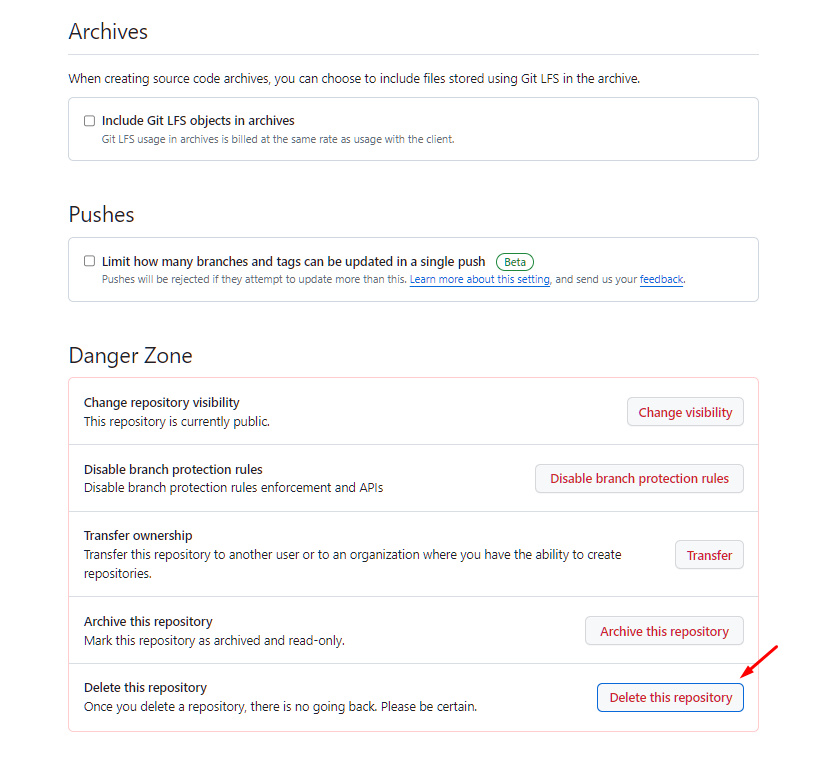 Archives
When creating source code archives, you can choose to include files stored using Git LFS in the archive.
Include Git LFS objects in archives
Git LFS usage in archives is billed at the same rate as usage with the client.
Pushes
Limit how many branches and tags can be updated in a single push Beta
Pushes will be rejected if they attempt to update more than this. Learn more about this setting, and send us your feedback.
Danger Zone
Change repository visibility
This repository is currently public.
Change visibility
Disable branch protection rules
Disable branch protection rules enforcement and APIs
Disable branch protection rules
Transfer ownership
Transfer this repository to another user or to an organization where you have the ability to create
repositories.
Transfer
Archive this repository
Mark this repository as archived and read-only.
Archive this repository
Delete this repository
Once you delete a repository, there is no going back. Please be certain.
Delete this repository